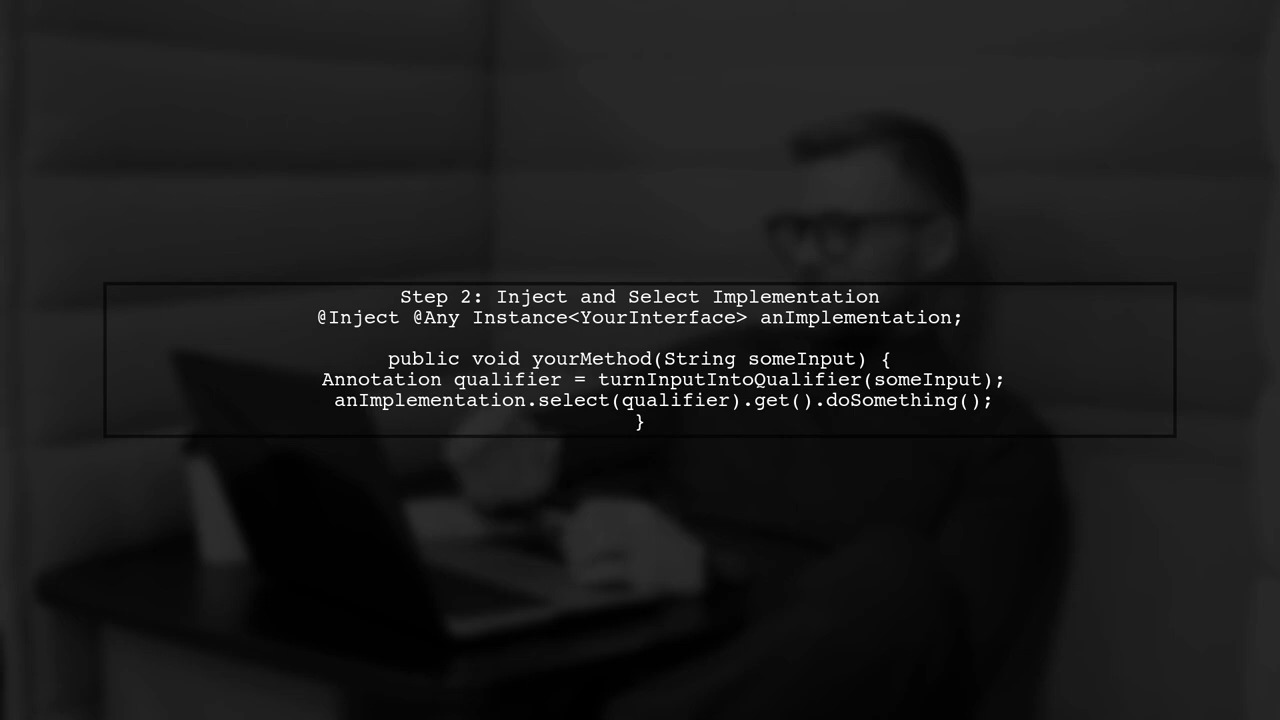 Step 2: Inject and Select Implementation
@Inject @Any Instance<YourInterface> anImplementation;
public void yourMethod(String someInput) {
Annotation qualifier = turnInputIntoQualifier(someInput);
anImplementation.select(qualifier).get().doSomething();
}